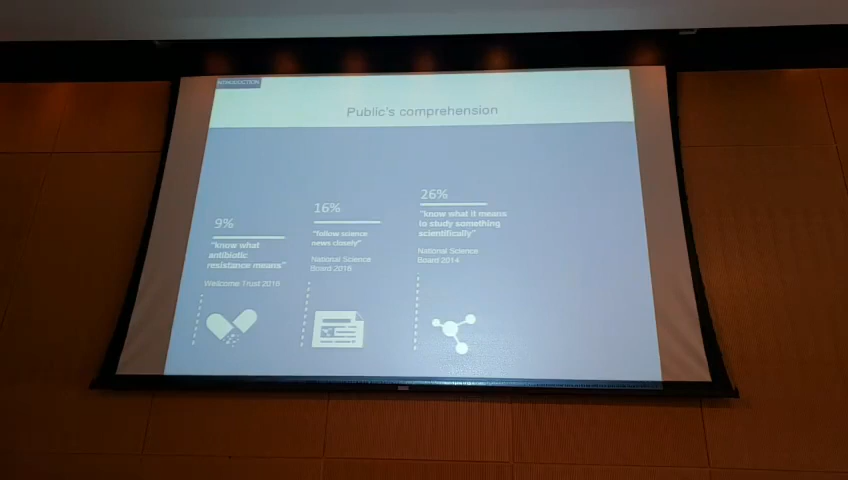 INTRODUCTION
Public's comprehension
9%
"know what
antibiotic
resistance means"
Wellcome Trust 2016
16%
"follow science
news closely"
National Science
Board 2016
26%
"know what it means
to study something
scientifically"
National Science
Board 2014